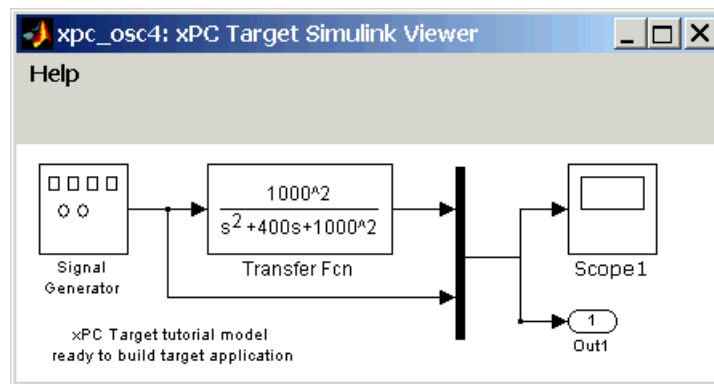 xpc_osc4: xPC Target Simulink Viewer
Help
1000^2
s^2+400s+1000^2
Signal
Generator
Transfer Fcn
Scope1
1
Out1
xPC Target tutorial model
ready to build target application